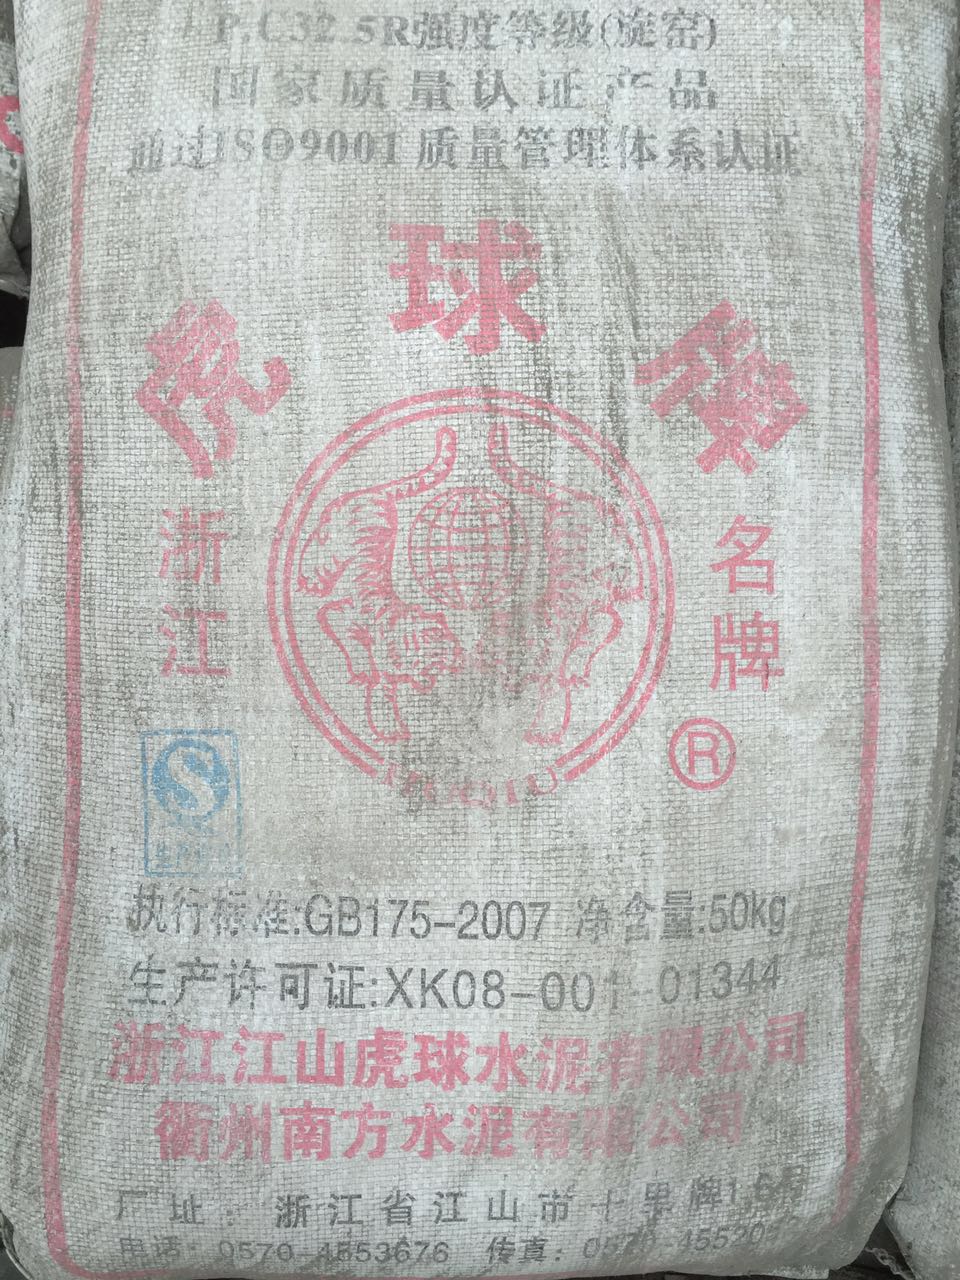 P.C32.5R强度等级(旋窑)
国家质量认证产品
通过ISO9001质量管理体系认证
虎球牌
浙江
名牌
®
执行标准:GB175-2007 净含量:50kg
生产许可证:XK08-001-01344
浙江江山虎球水泥有限公司
衢州南方水泥有限公司
厂址:浙江省江山市十里牌
电话:0570-4553676 传真: